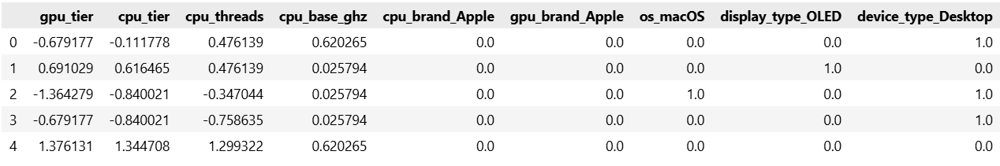 gpu_tier cpu_tier cpu_threads cpu_base_ghz cpu_brand_Apple gpu_brand_Apple os_macOS display_type_OLED device_type_Desktop
0 -0.679177 -0.111778 0.476139 0.620265 0.0 0.0 0.0 0.0 1.0
1 0.691029 0.616465 0.476139 0.025794 0.0 0.0 0.0 1.0 0.0
2 -1.364279 -0.840021 -0.347044 0.025794 0.0 0.0 1.0 0.0 1.0
3 -0.679177 -0.840021 -0.758635 0.025794 0.0 0.0 0.0 0.0 1.0
4 1.376131 1.344708 1.299322 0.620265 0.0 0.0 0.0 0.0 0.0